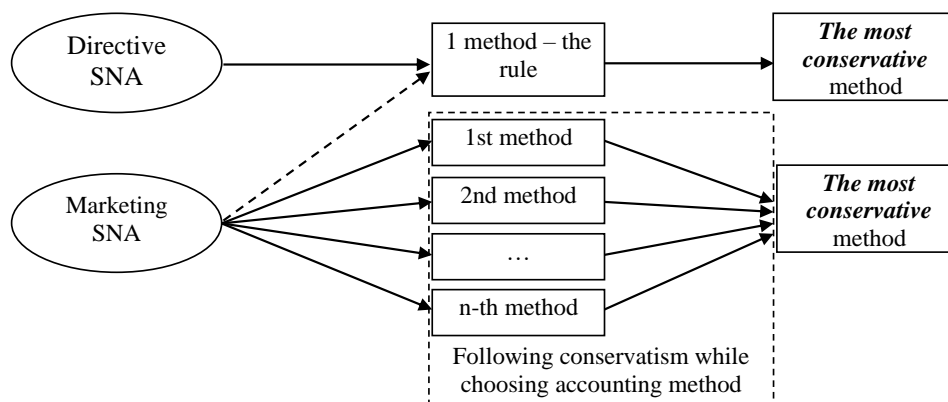 Directive
SNA
1 method – the
rule
The most
conservative
method
Marketing
SNA
1st method
2nd method
…
n-th method
The most
conservative
method
Following conservatism while
choosing accounting method